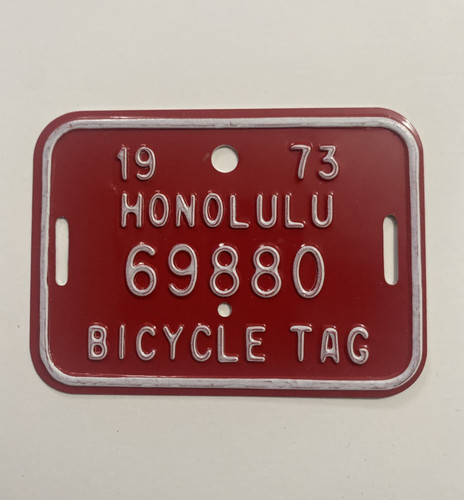 19 73
HONOLULU
69880
BICYCLE TAG